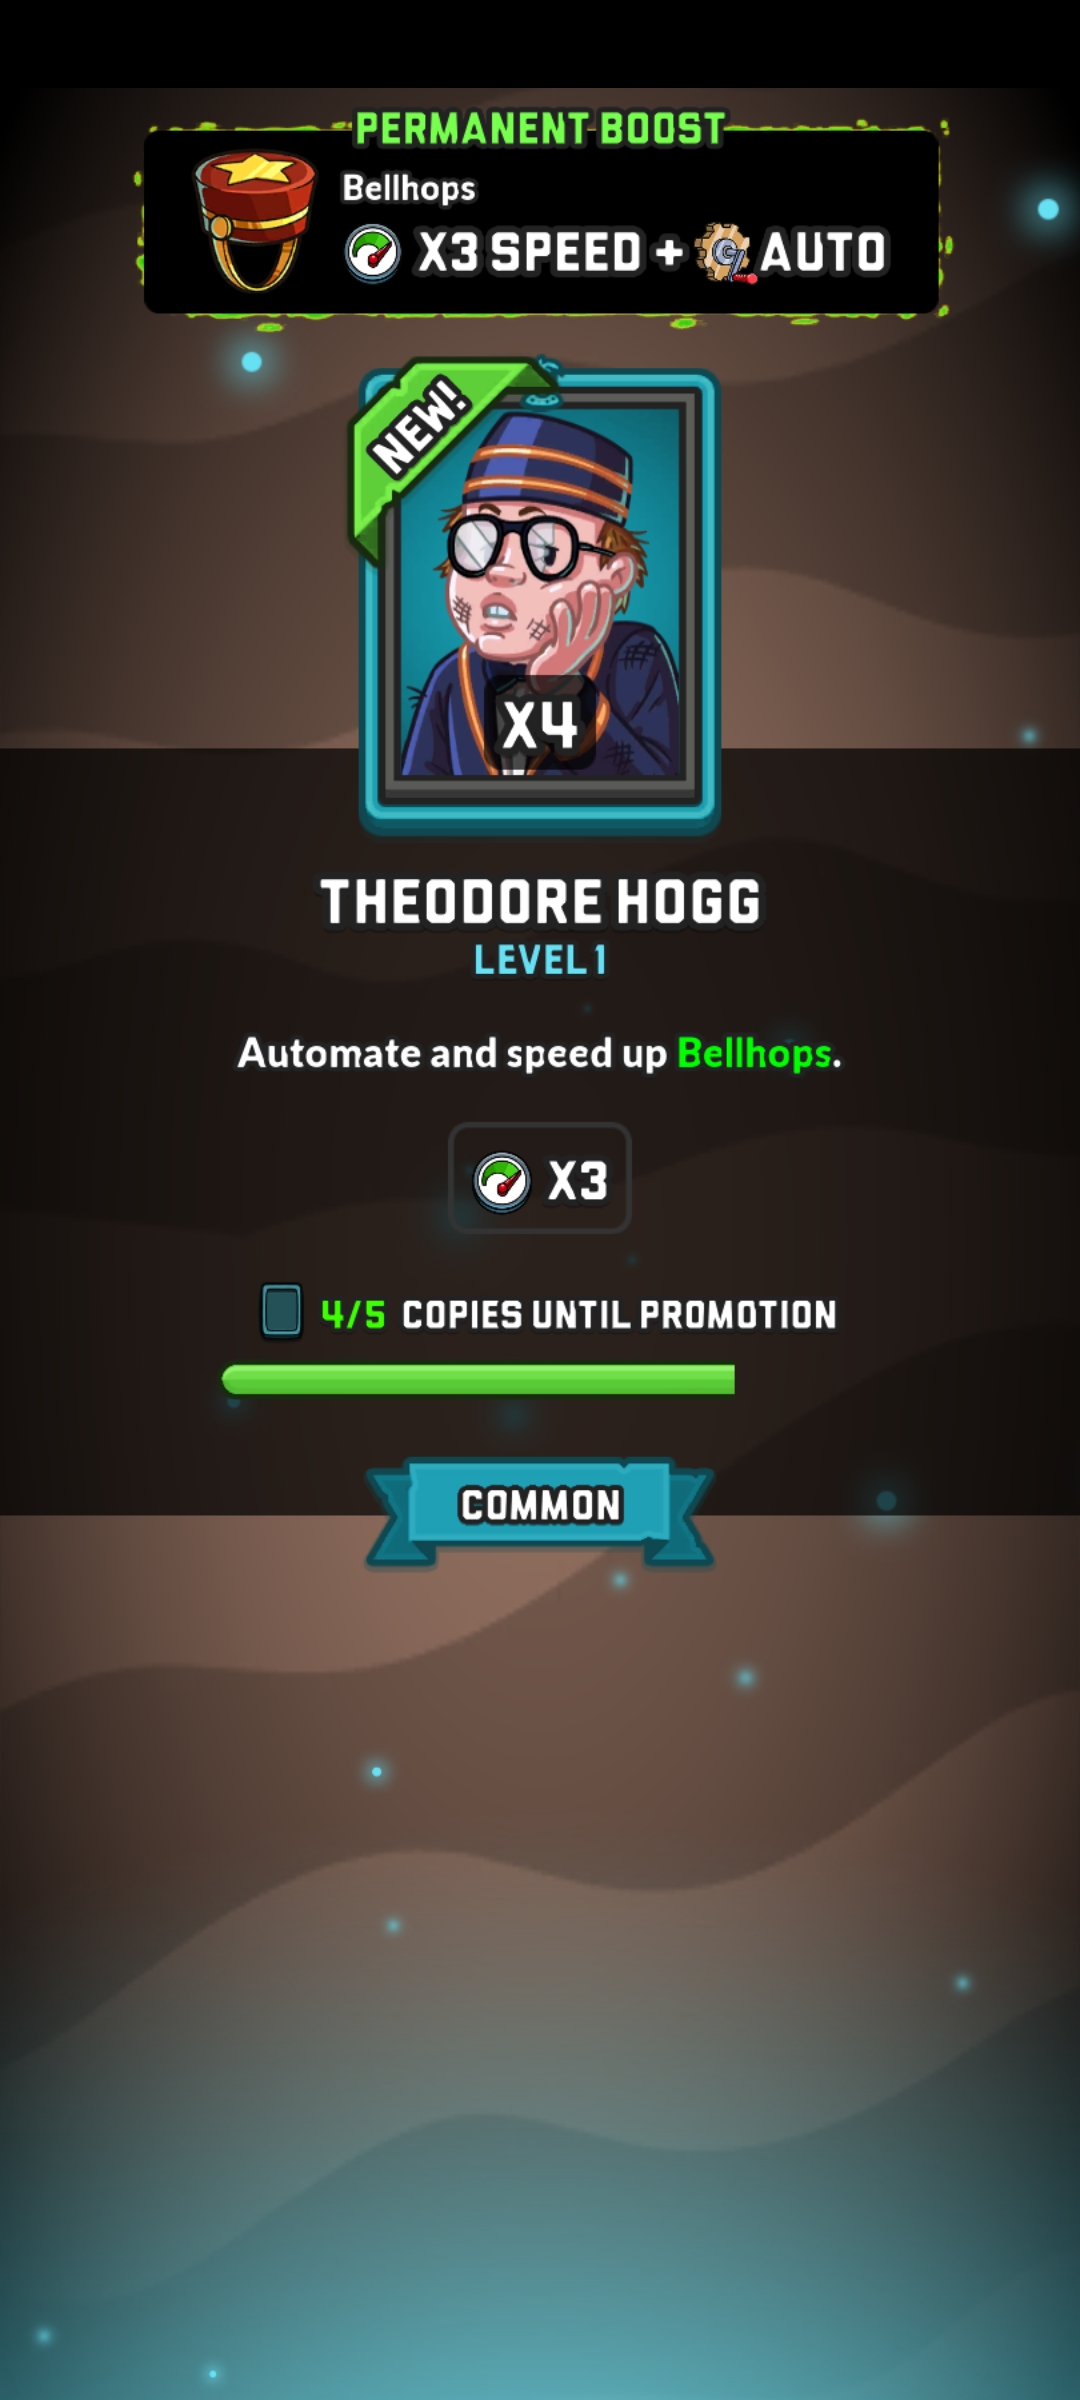 PERMANENT BOOST
Bellhops
X3 SPEED + AUTO
NEW!
X4
THEODORE HOGG
LEVEL 1
Automate and speed up Bellhops.
X3
4/5 COPIES UNTIL PROMOTION
COMMON